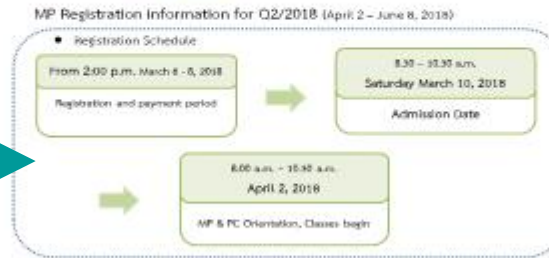 MP Registration Information for Q2/2018 (April 2 – June 8, 2018)
• Registration Schedule
From 2:00 p.m. March 6 - 8, 2018
Registration and payment period
8.30 – 10.30 a.m.
Saturday March 10, 2018
Admission Date
8.00 a.m. – 10.30 a.m.
April 2, 2018
MP & PC Orientation, Classes begin